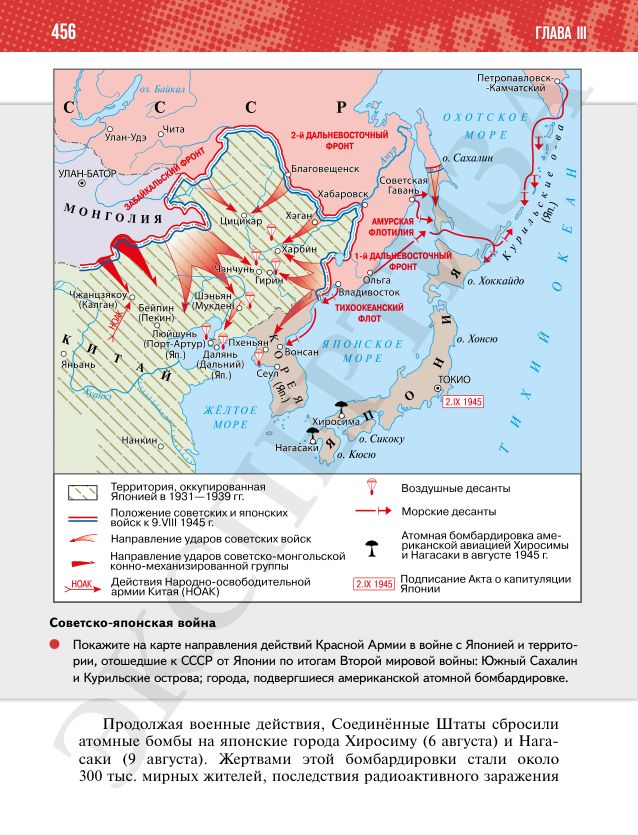 456
ГЛАВА III
Петропавловск-
-Камчатский
оз. Байкал
С С С Р
ОХОТСКОЕ
МОРЕ
Улан-Удэ
Чита
2-й ДАЛЬНЕВОСТОЧНЫЙ
ФРОНТ
Амур
о. Сахалин
ЗАБАЙКАЛЬСКИЙ ФРОНТ
Благовещенск
УЛАН-БАТОР
Советская
Гавань
Хабаровск
Курильские о-ва
(Яп.)
МОНГОЛИЯ
Цицикар
Хэган
АМУРСКАЯ
ФЛОТИЛИЯ
Харбин
1-й ДАЛЬНЕВОСТОЧНЫЙ
ФРОНТ
Чанчунь
Гирин
Ольга
о. Хоккайдо
Владивосток
Чжанцзякоу
(Калган)
Шэньян
(Мукден)
ТИХООКЕАНСКИЙ
ФЛОТ
НОАК
Бейпин
(Пекин)
Люйшунь
(Порт-Артур)
(Яп.)
Пхеньян
Вонсан
ЯПОНСКОЕ
МОРЕ
о. Хонсю
КИТАЙ
Яньань
Далянь
(Дальний)
(Яп.)
Сеул
КОРЕЯ
(Яп.)
ЯПОНИЯ
ТОКИО
2.IX 1945
ТИХИЙ ОКЕАН
Хуанхэ
ЖЁЛТОЕ
МОРЕ
Хиросима
Нанкин
Нагасаки
о. Сикоку
о. Кюсю
Территория, оккупированная
Японией в 1931—1939 гг.
Положение советских и японских
войск к 9.VIII 1945 г.
Направление ударов советских войск
Направление ударов советско-монгольской
конно-механизированной группы
НОАК
Действия Народно-освободительной
армии Китая (НОАК)
Воздушные десанты
Морские десанты
Атомная бомбардировка аме-
риканской авиацией Хиросимы
и Нагасаки в августе 1945 г.
2.IX 1945
Подписание Акта о капитуляции
Японии
Советско-японская война
Покажите на карте направления действий Красной Армии в войне с Японией и террито-
рии, отошедшие к СССР от Японии по итогам Второй мировой войны: Южный Сахалин
и Курильские острова; города, подвергшиеся американской атомной бомбардировке.
Продолжая военные действия, Соединённые Штаты сбросили
атомные бомбы на японские города Хиросиму (6 августа) и Нага-
саки (9 августа). Жертвами этой бомбардировки стали около
300 тыс. мирных жителей, последствия радиоактивного заражения
ЭКСПЕРТИЗА